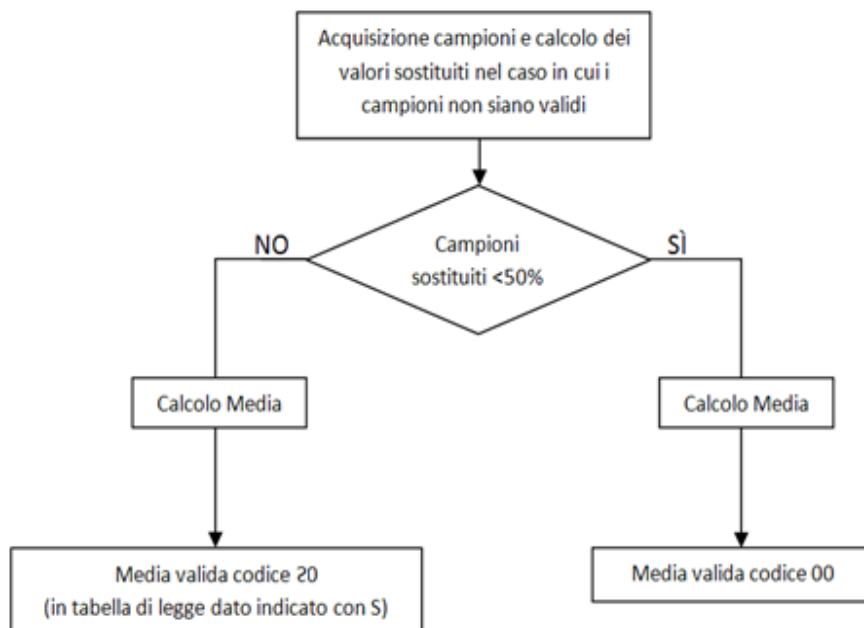 Acquisizione campioni e calcolo dei
valori sostituiti nel caso in cui i
campioni non siano validi
NO
Campioni
sostituiti <50%
SÌ
Calcolo Media
Calcolo Media
Media valida codice 20
(in tabella di legge dato indicato con S)
Media valida codice 00